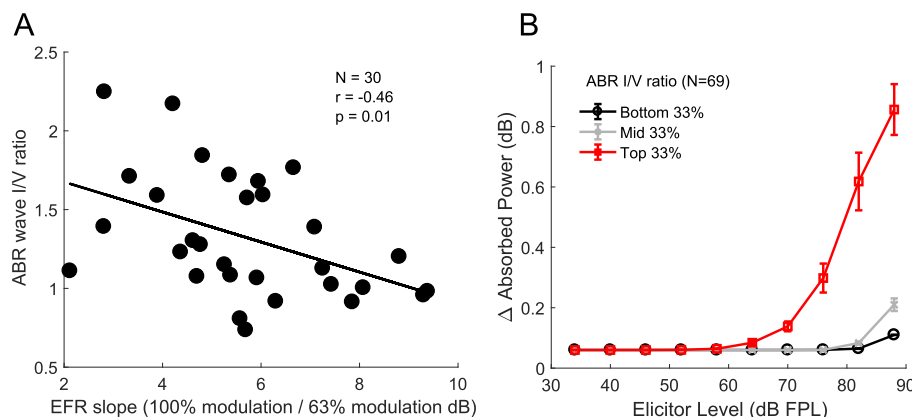 A
2.5
2
1.5
1
0.5
ABR wave I/V ratio
N = 30
r = -0.46
p = 0.01
2 4 6 8 10
EFR slope (100% modulation / 63% modulation dB)
B
1
0.8
0.6
0.4
0.2
0
Δ Absorbed Power (dB)
ABR I/V ratio (N=69)
Bottom 33%
Mid 33%
Top 33%
30 40 50 60 70 80 90
Elicitor Level (dB FPL)